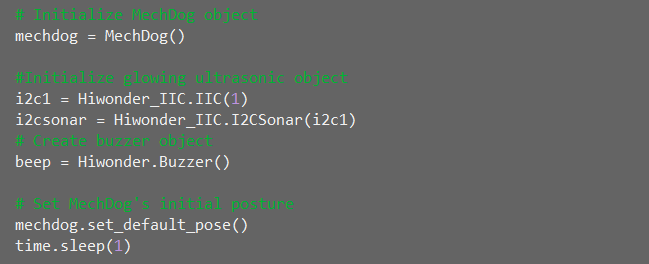 # Initialize MechDog object
mechdog = MechDog()
#Initialize glowing ultrasonic object
i2c1 = Hiwonder_IIC.IIC(1)
i2csonar = Hiwonder_IIC.I2CSonar(i2c1)
# Create buzzer object
beep = Hiwonder.Buzzer()
# Set MechDog's initial posture
mechdog.set_default_pose()
time.sleep(1)